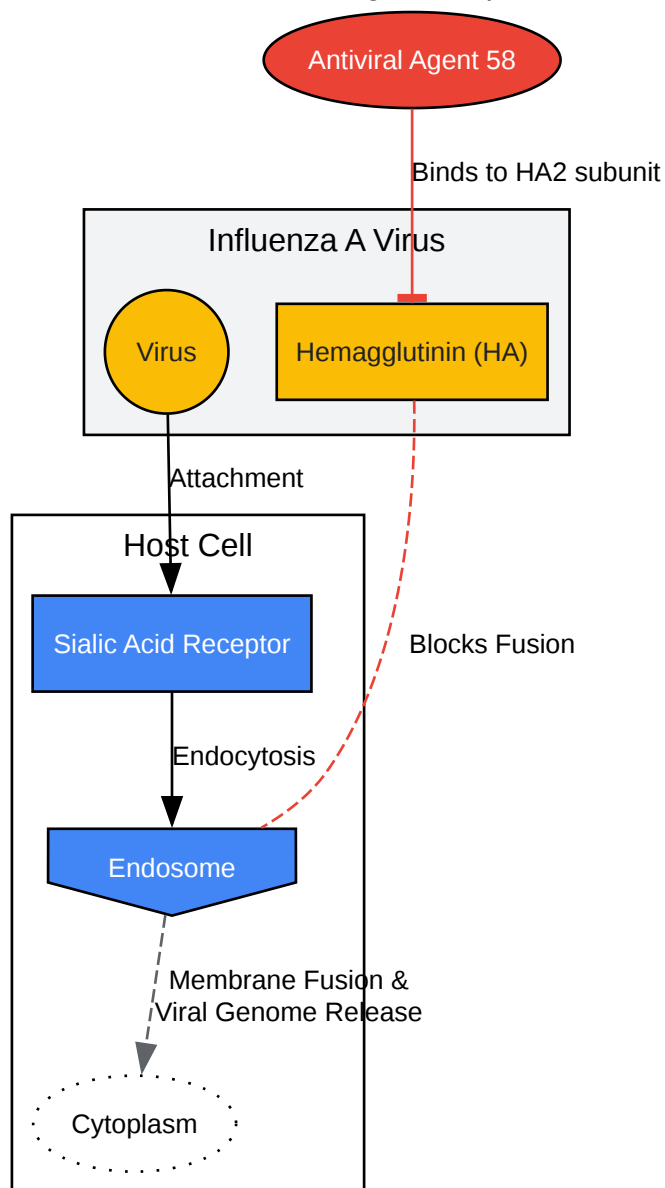 Antiviral Agent 58
Binds to HA2 subunit
Influenza A Virus
Virus
Hemagglutinin (HA)
Attachment
Host Cell
Sialic Acid Receptor
Blocks Fusion
Endocytosis
Endosome
Membrane Fusion &
Viral Genome Release
Cytoplasm